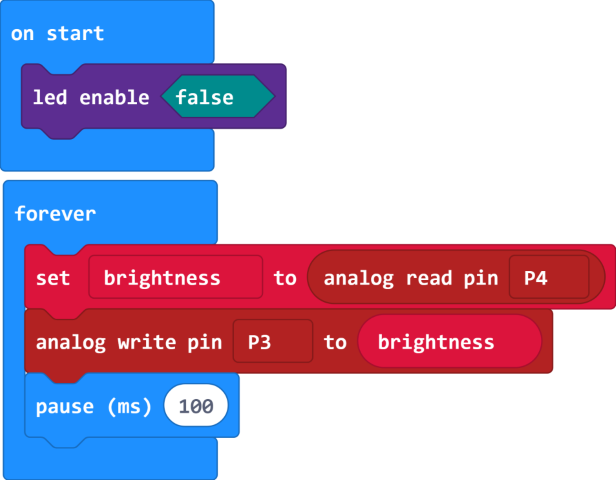 on start
led enable false
forever
set brightness to analog read pin P4
analog write pin P3 to brightness
pause (ms) 100